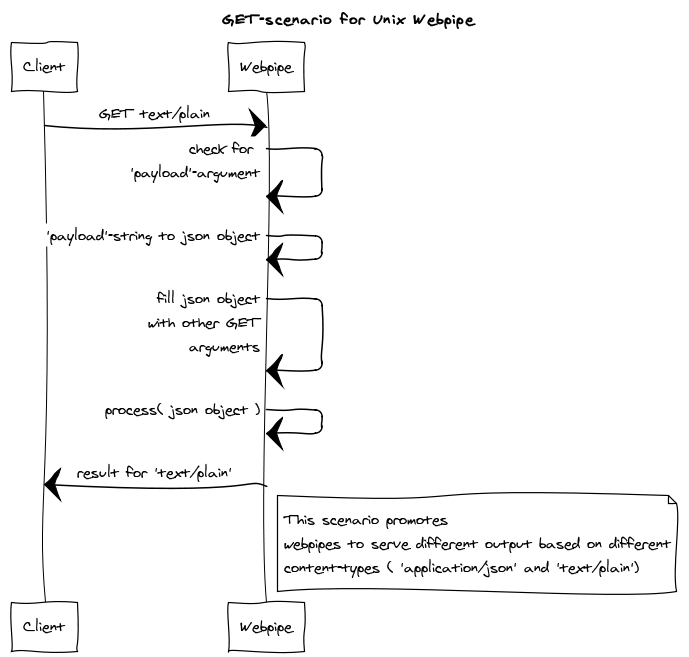 GET-scenario for Unix Webpipe
Client
Webpipe
GET text/plain
check for
'payload'-argument
'payload'-string to json object
fill json object
with other GET
arguments
process( json object )
result for 'text/plain'
This scenario promotes
webpipes to serve different output based on different
content-types ( 'application/json' and 'text/plain')
Client
Webpipe